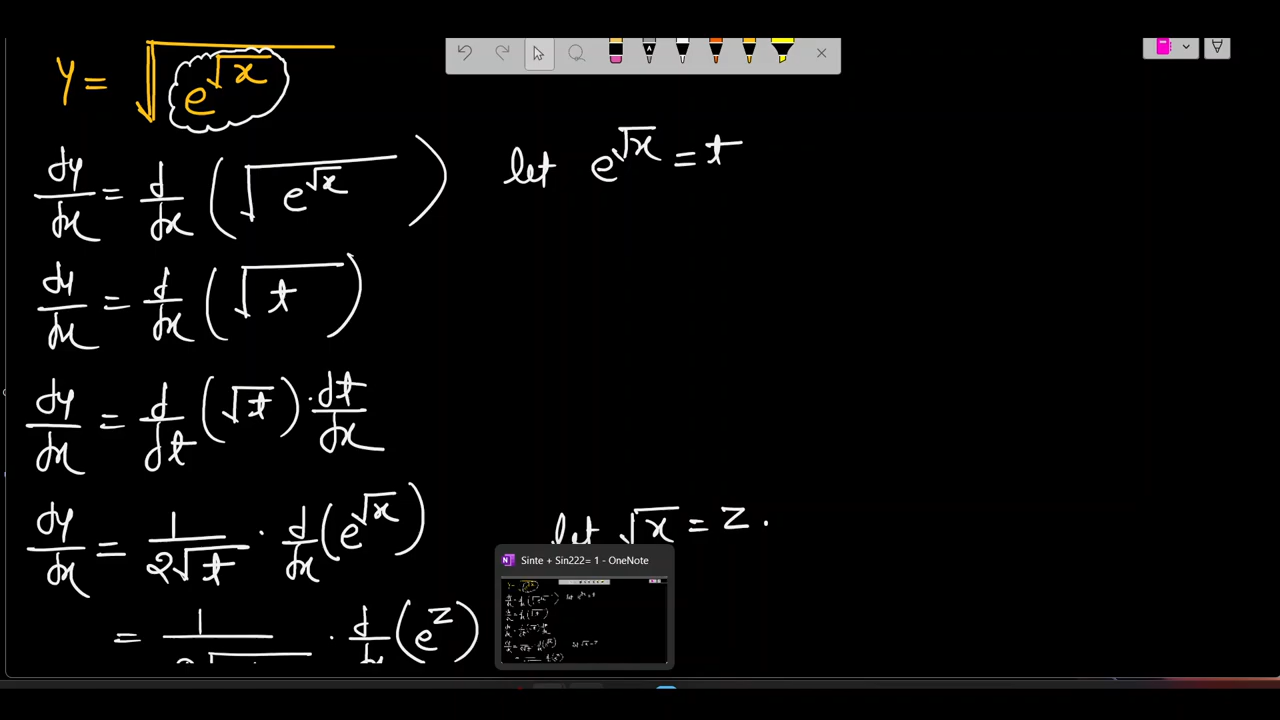 y = √(e^√x)
dy/dx = d/dx (√(e^√x)) let e^√x = t
dy/dx = d/dx (√t)
dy/dx = d/dt (√t) · dt/dx
dy/dx = 1/(2√t) · d/dx (e^√x) let √x = z.
Sinte + Sin222= 1 - OneNote
= 1/ · d/dx (e^z)